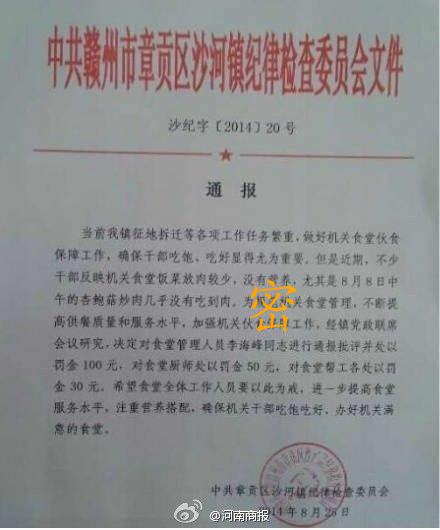 中共赣州市章贡区沙河镇纪律检查委员会文件
沙纪字〔2014〕20号
通 报
当前我镇征地拆迁等各项工作任务繁重，做好机关食堂伙食
保障工作，确保干部吃饱、吃好显得尤为重要。但是近期，不少
干部反映机关食堂饭菜放肉较少，没有营养，尤其是8月8日中
午的杏鲍菇炒肉几乎没有吃到肉。为 机关食堂管理，不断提
高供餐质量和服务水平，加强机关伙 工作，经镇党政联席
会议研究，决定对食堂管理人员李海峰同志进行通报批评并处以
罚金100元，对食堂厨师处以罚金50元，对食堂帮工各处以罚
金30元。希望食堂全体工作人员要以此为戒，进一步提高食堂
服务水平，注重营养搭配，确保机关干部吃饱吃好，办好机关满
意的食堂。
密
中共章贡区沙河镇纪律检查委员会
2014年8月25日
@河南商报